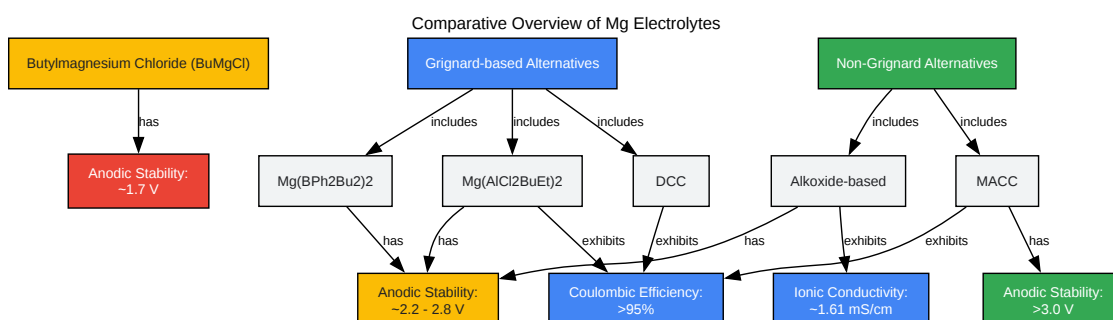 Comparative Overview of Mg Electrolytes
Butylmagnesium Chloride (BuMgCl)
Grignard-based Alternatives
Non-Grignard Alternatives
has
includes
includes
includes
includes
includes
Anodic Stability:
~1.7 V
Mg(BPh2Bu2)2
Mg(AlCl2BuEt)2
DCC
Alkoxide-based
MACC
has
has
exhibits
exhibits
has
exhibits
exhibits
has
Anodic Stability:
~2.2 - 2.8 V
Coulombic Efficiency:
>95%
Ionic Conductivity:
~1.61 mS/cm
Anodic Stability:
>3.0 V